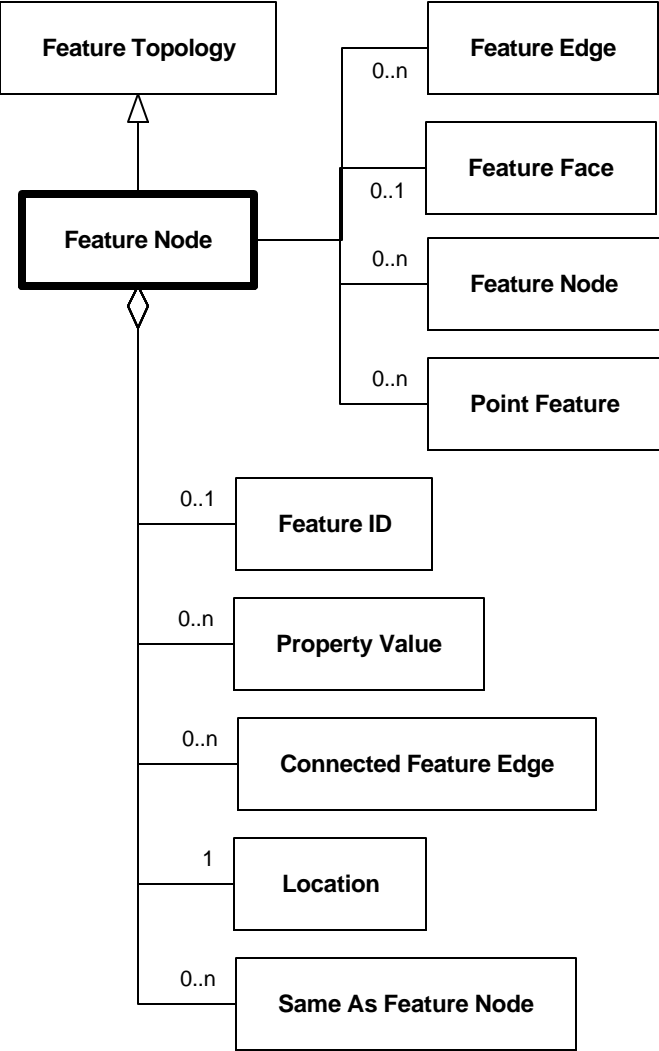 Feature Topology
Feature Edge
0..n
Feature Face
0..1
Feature Node
0..n
Feature Node
0..n
Point Feature
0..1
Feature ID
0..n
Property Value
0..n
Connected Feature Edge
1
Location
0..n
Same As Feature Node